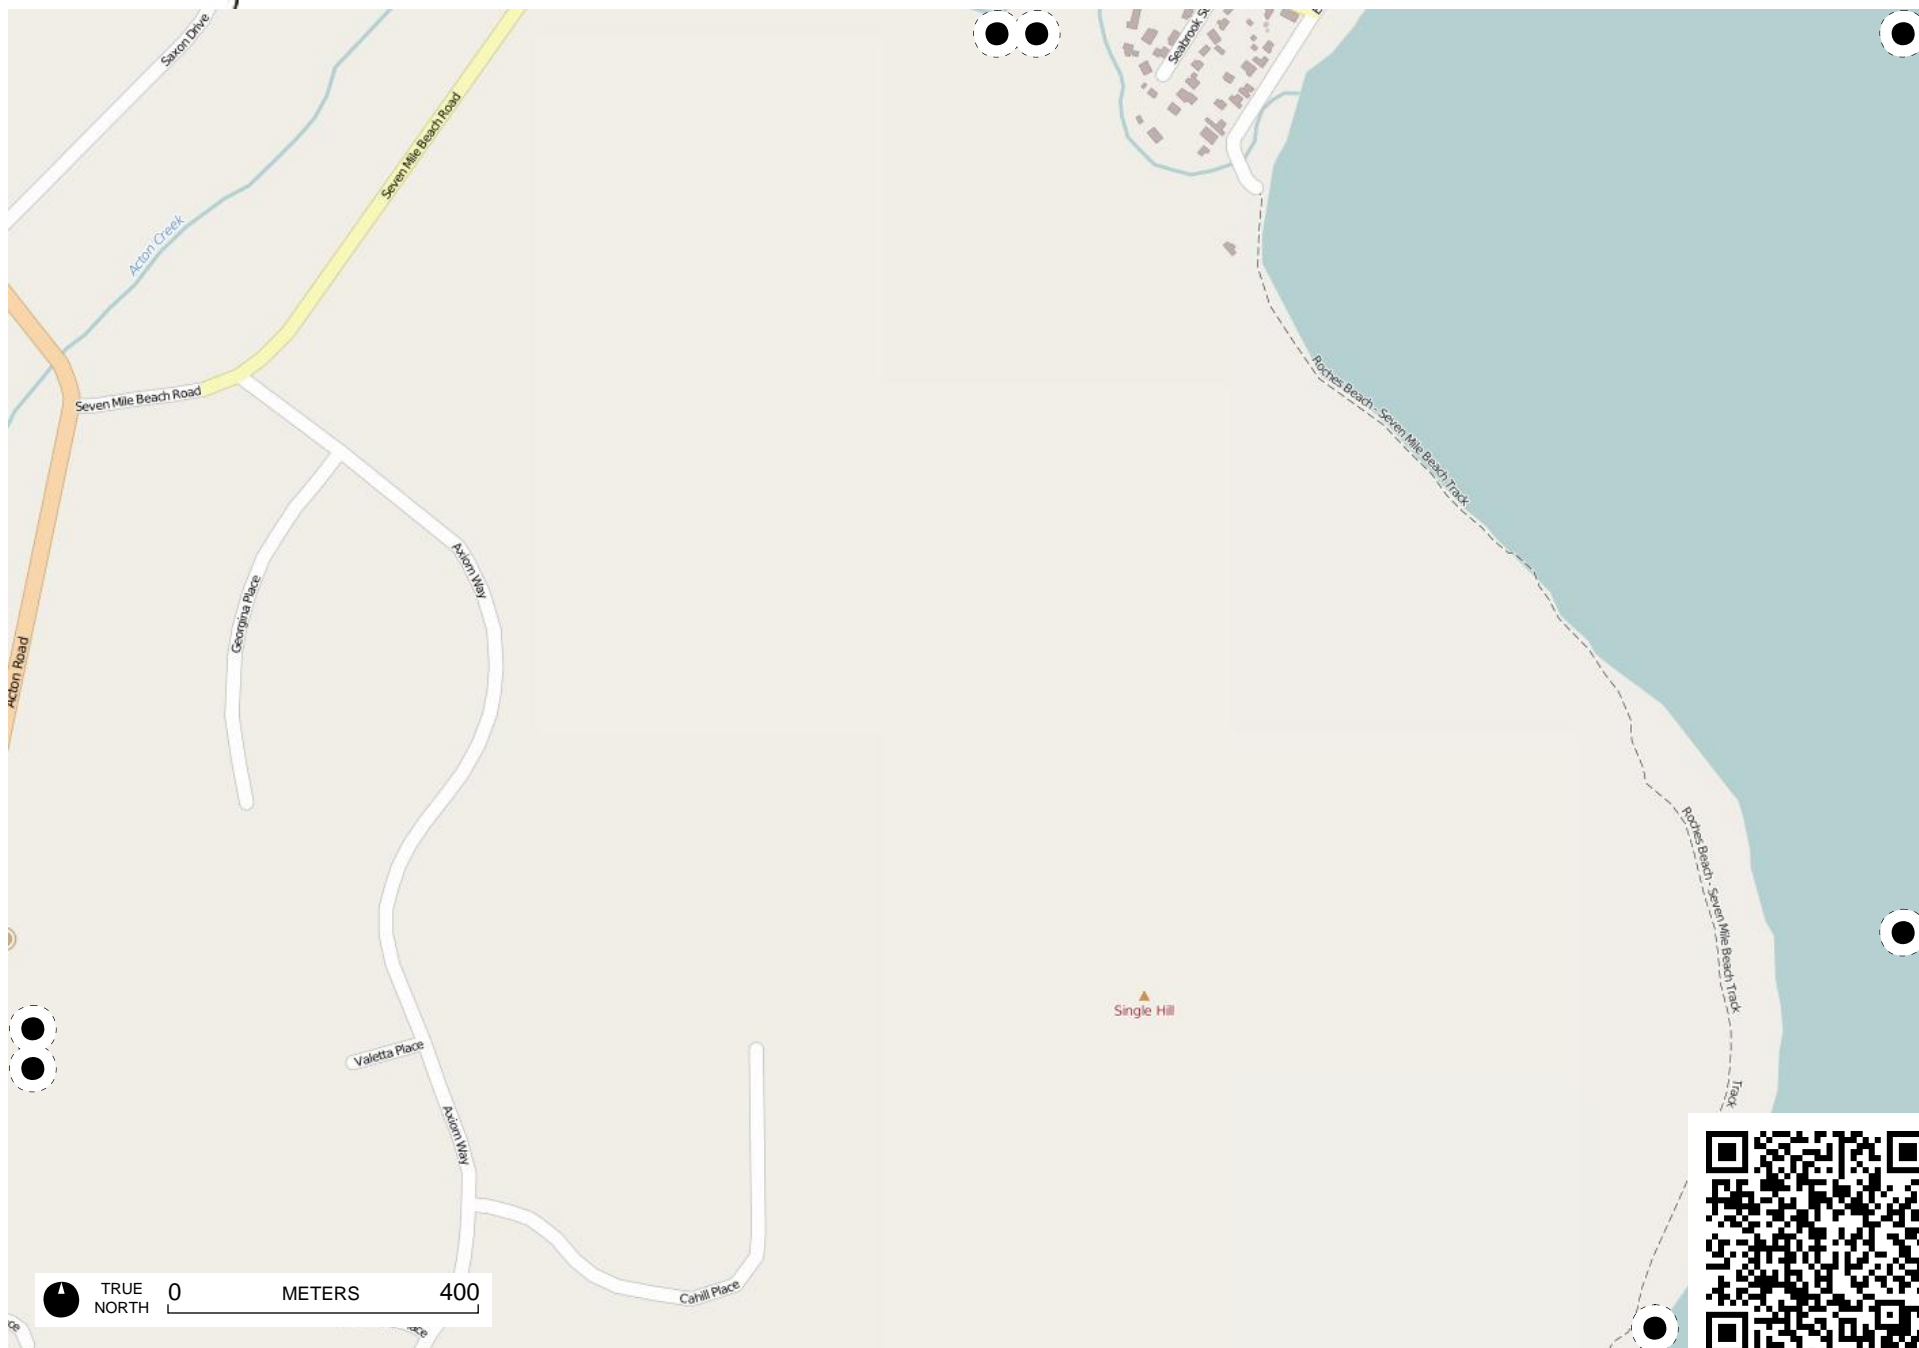 Saxon Drive
Seabrook
Seven Mile Beach Road
Acton Creek
Seven Mile Beach Road
Roches Beach - Seven Mile Beach Track
Axiom Way
Georgina Place
Acton Road
Roches Beach - Seven Mile Beach Track
Single Hill
Valetta Place
Track
Axiom Way
Cahill Place
TRUE
NORTH
0 METERS 400